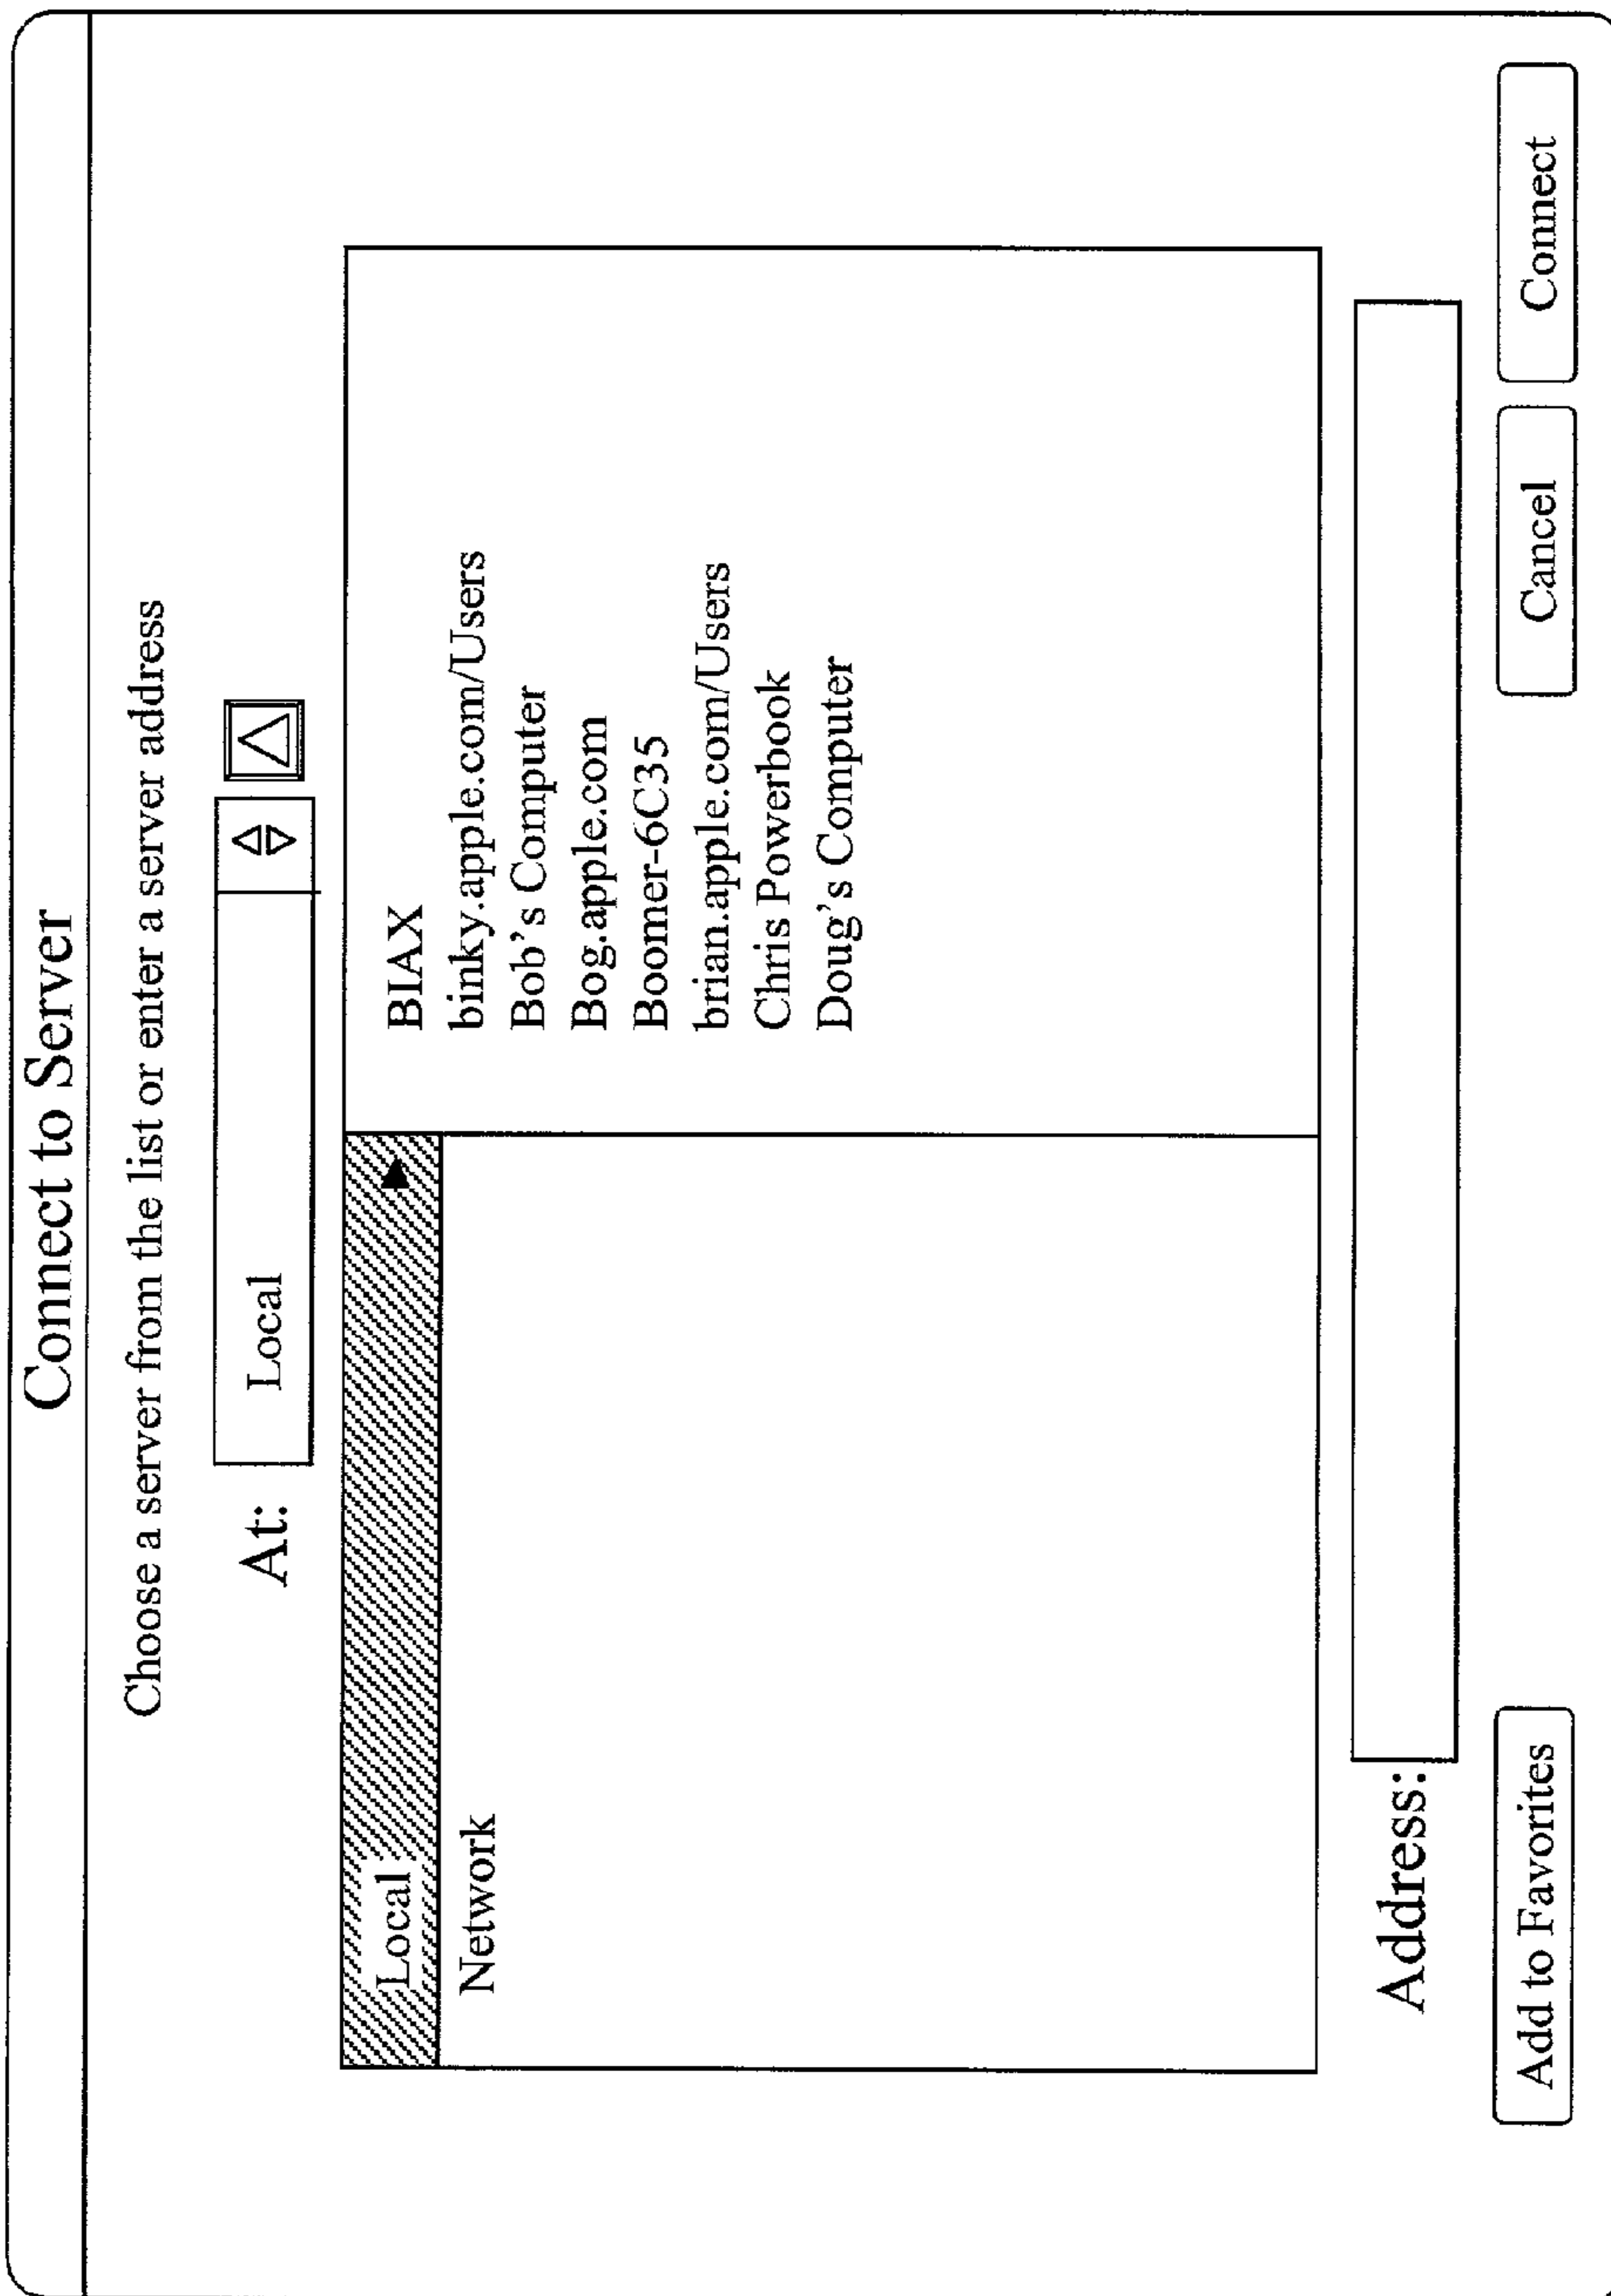 Connect to Server
Choose a server from the list or enter a server address
At: Local
Local
Network
BIAX
binky.apple.com/Users
Bob's Computer
Bog.apple.com
Boomer-6C35
brian.apple.com/Users
Chris Powerbook
Doug's Computer
Address:
Add to Favorites
Cancel
Connect